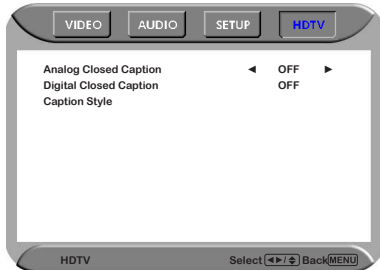 VIDEO AUDIO SETUP HDTV
Analog Closed Caption ◄ OFF ►
Digital Closed Caption OFF
Caption Style
HDTV Select ◄►/♦ Back MENU